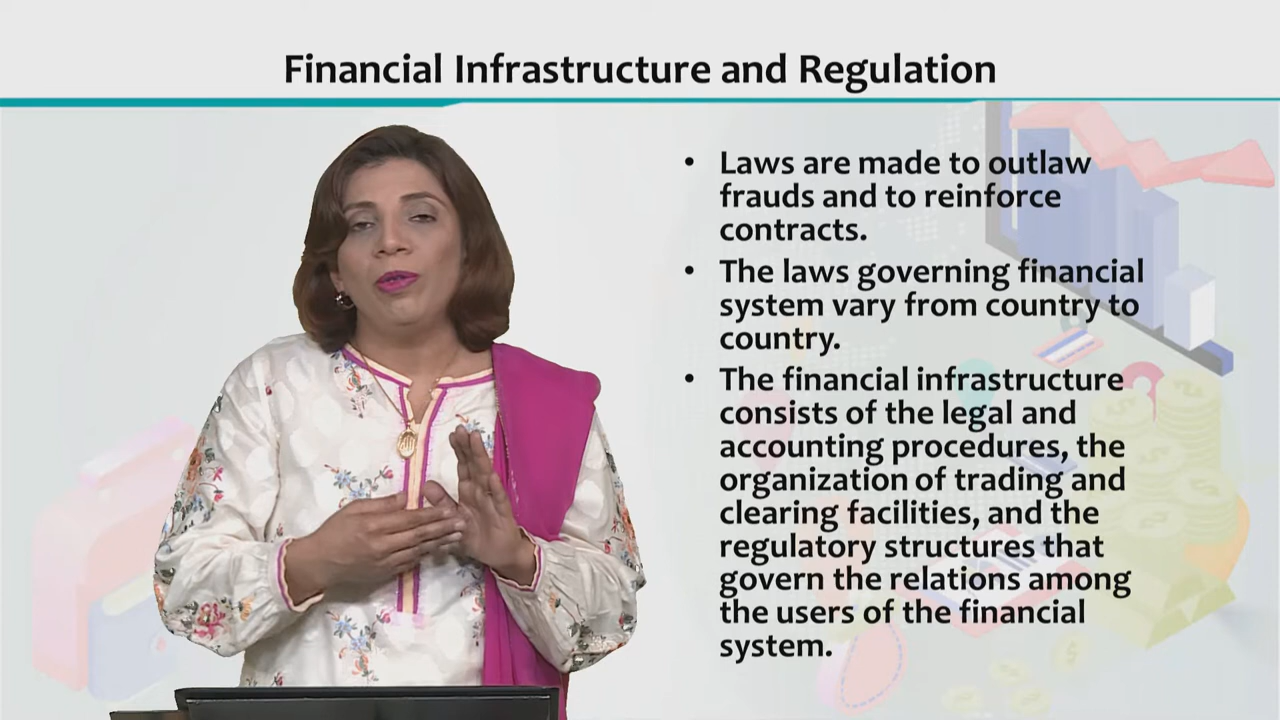 Financial Infrastructure and Regulation
• Laws are made to outlaw
frauds and to reinforce
contracts.
• The laws governing financial
system vary from country to
country.
• The financial infrastructure
consists of the legal and
accounting procedures, the
organization of trading and
clearing facilities, and the
regulatory structures that
govern the relations among
the users of the financial
system.